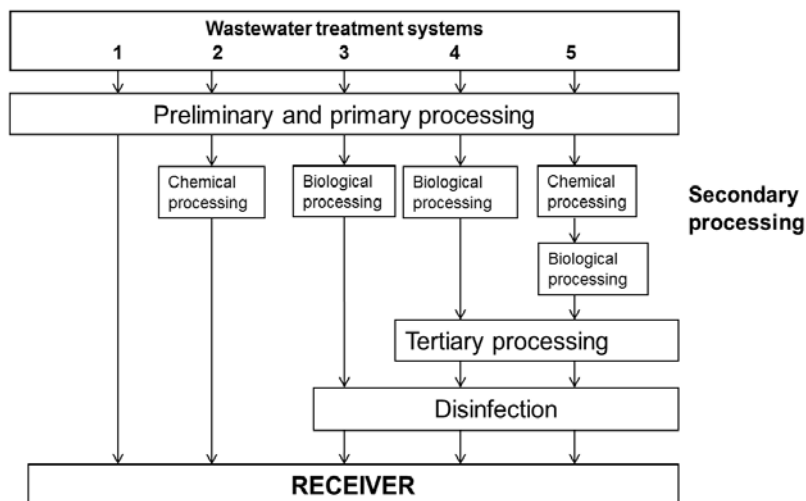 Wastewater treatment systems
1 2 3 4 5
Preliminary and primary processing
Chemical
processing
Biological
processing
Biological
processing
Chemical
processing
Secondary
processing
Biological
processing
Tertiary processing
Disinfection
RECEIVER